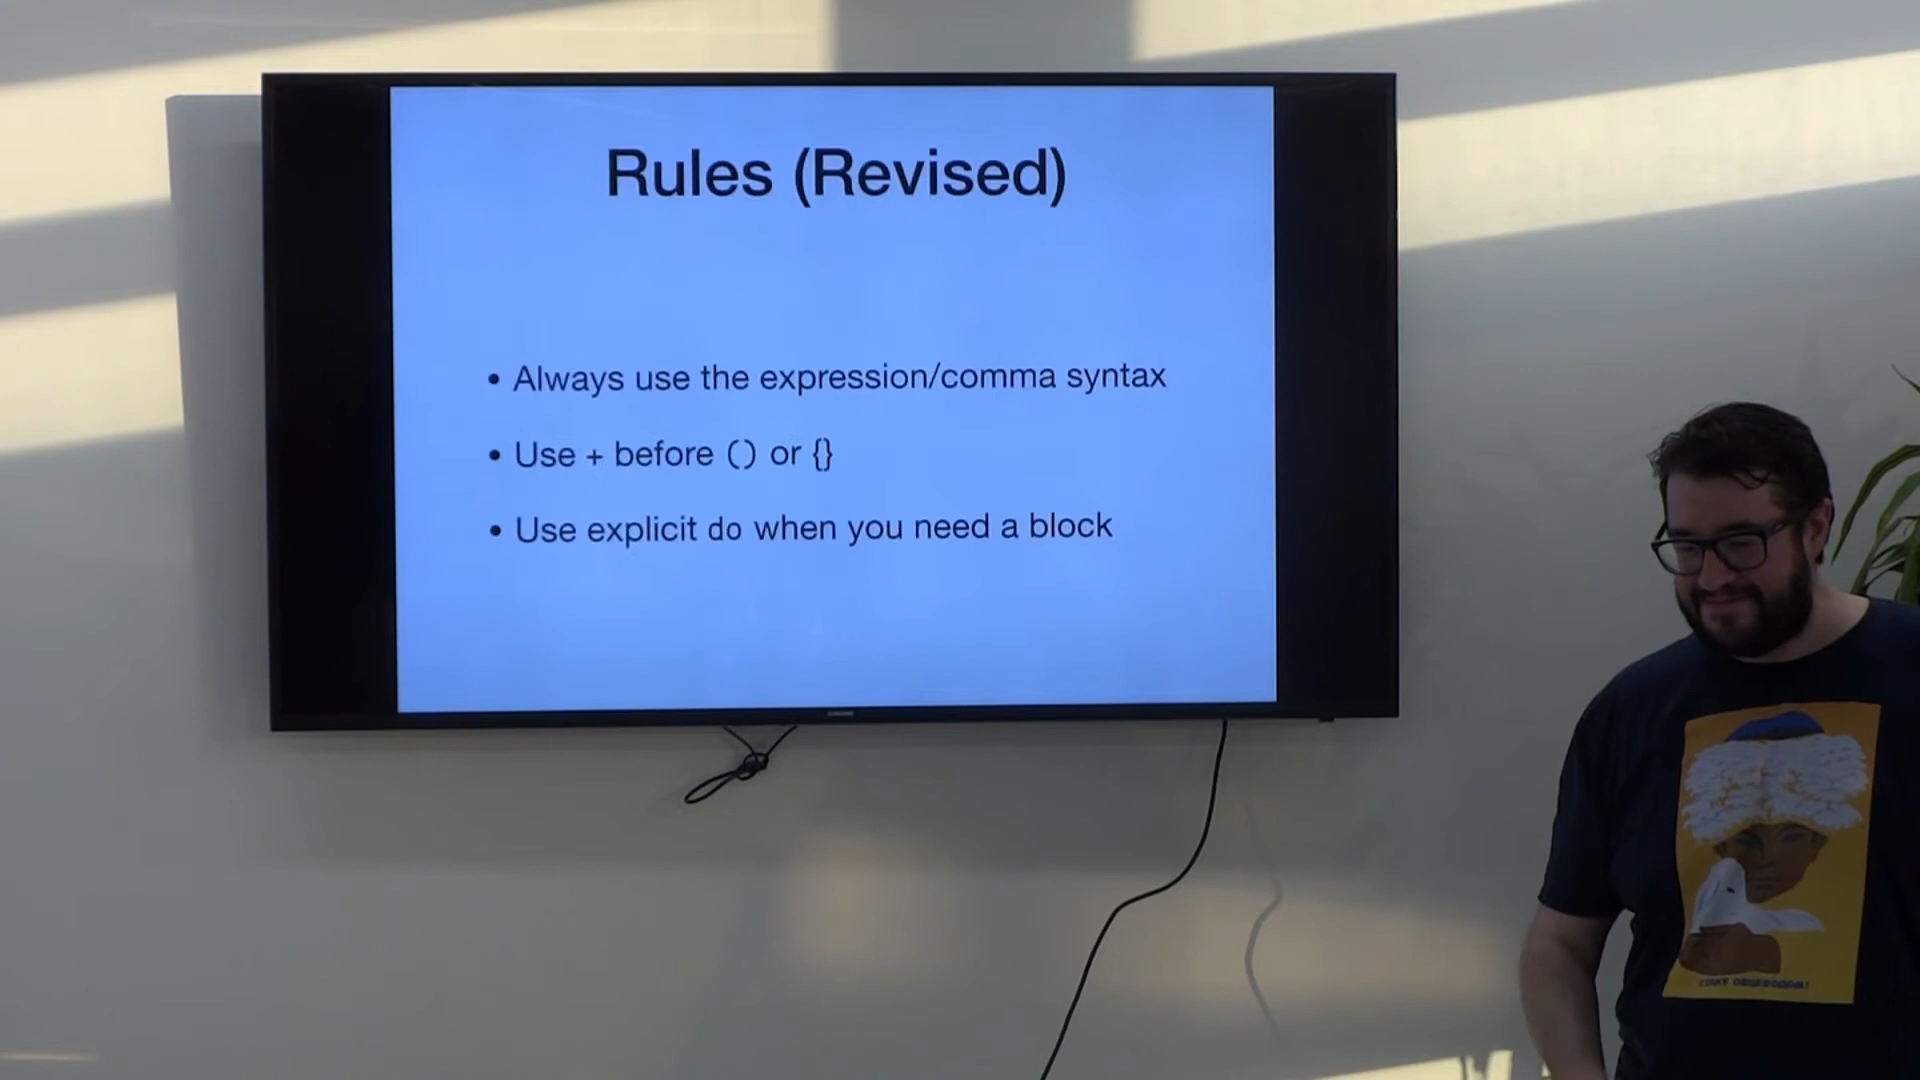 Rules (Revised)
• Always use the expression/comma syntax
• Use + before () or {}
• Use explicit do when you need a block